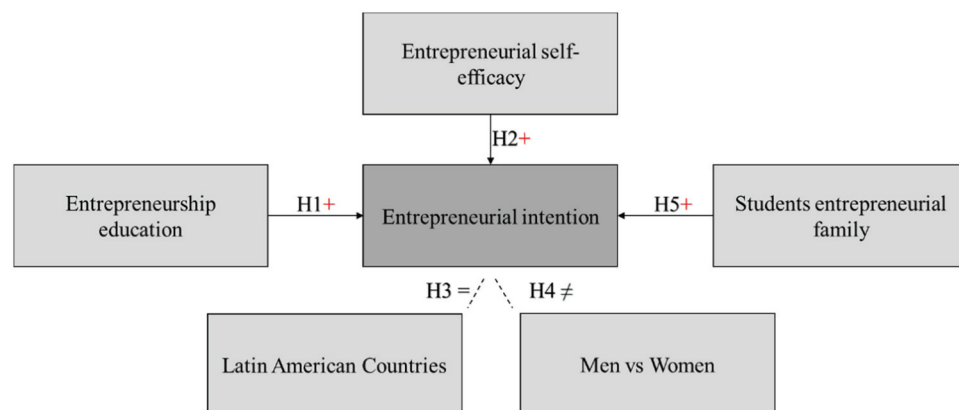 Entrepreneurial self-
efficacy
H2+
Entrepreneurship
education
H1+
Entrepreneurial intention
H5+
Students entrepreneurial
family
H3 =
H4 ≠
Latin American Countries
Men vs Women